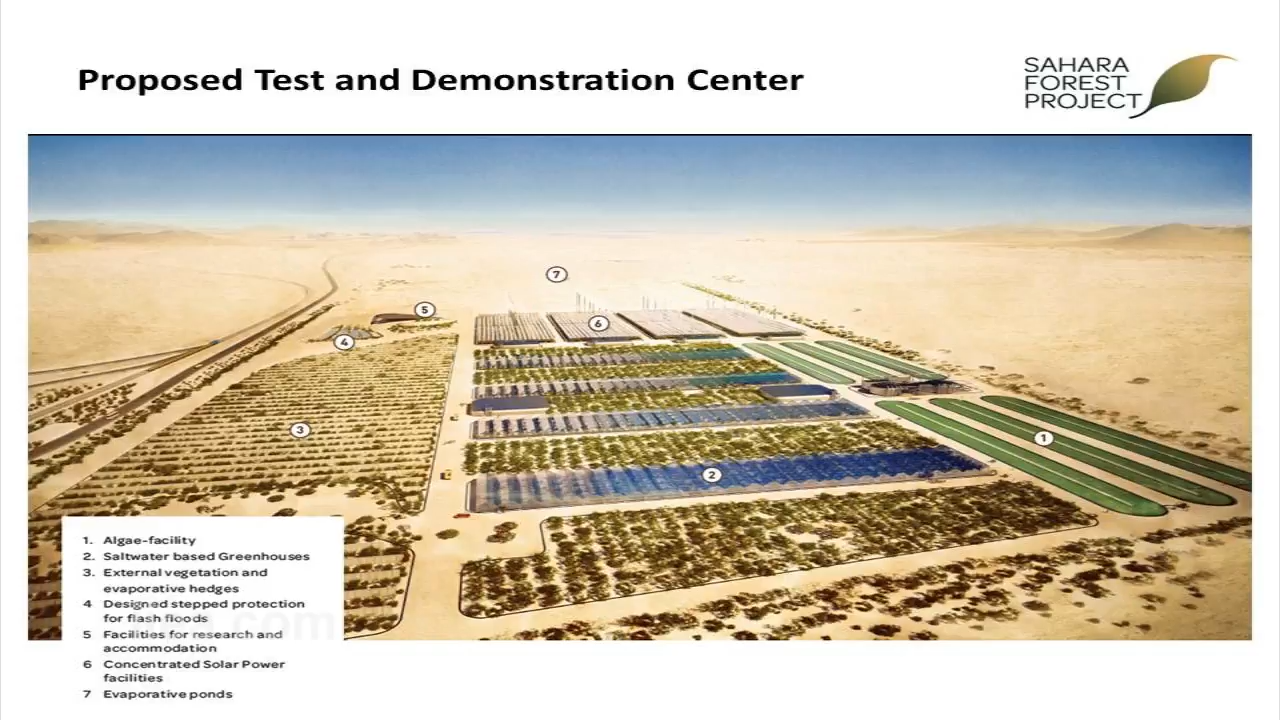 Proposed Test and Demonstration Center
SAHARA
FOREST
PROJECT
7
5
6
4
3
1
2
1. Algae-facility
2. Saltwater based Greenhouses
3. External vegetation and
evaporative hedges
4 Designed stepped protection
for flash floods
5 Facilities for research and
accommodation
6 Concentrated Solar Power
facilities
7 Evaporative ponds